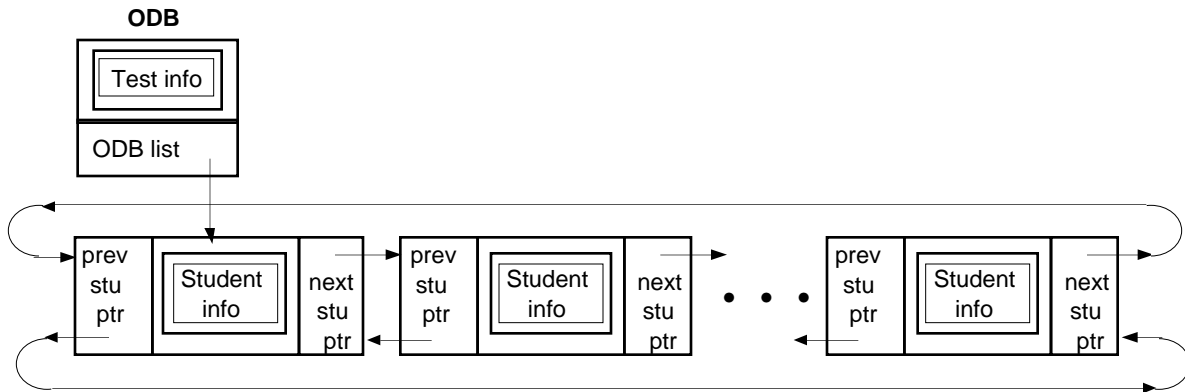 ODB
Test info
ODB list
prev
stu
ptr
Student
info
next
stu
ptr
prev
stu
ptr
Student
info
next
stu
ptr
prev
stu
ptr
Student
info
next
stu
ptr